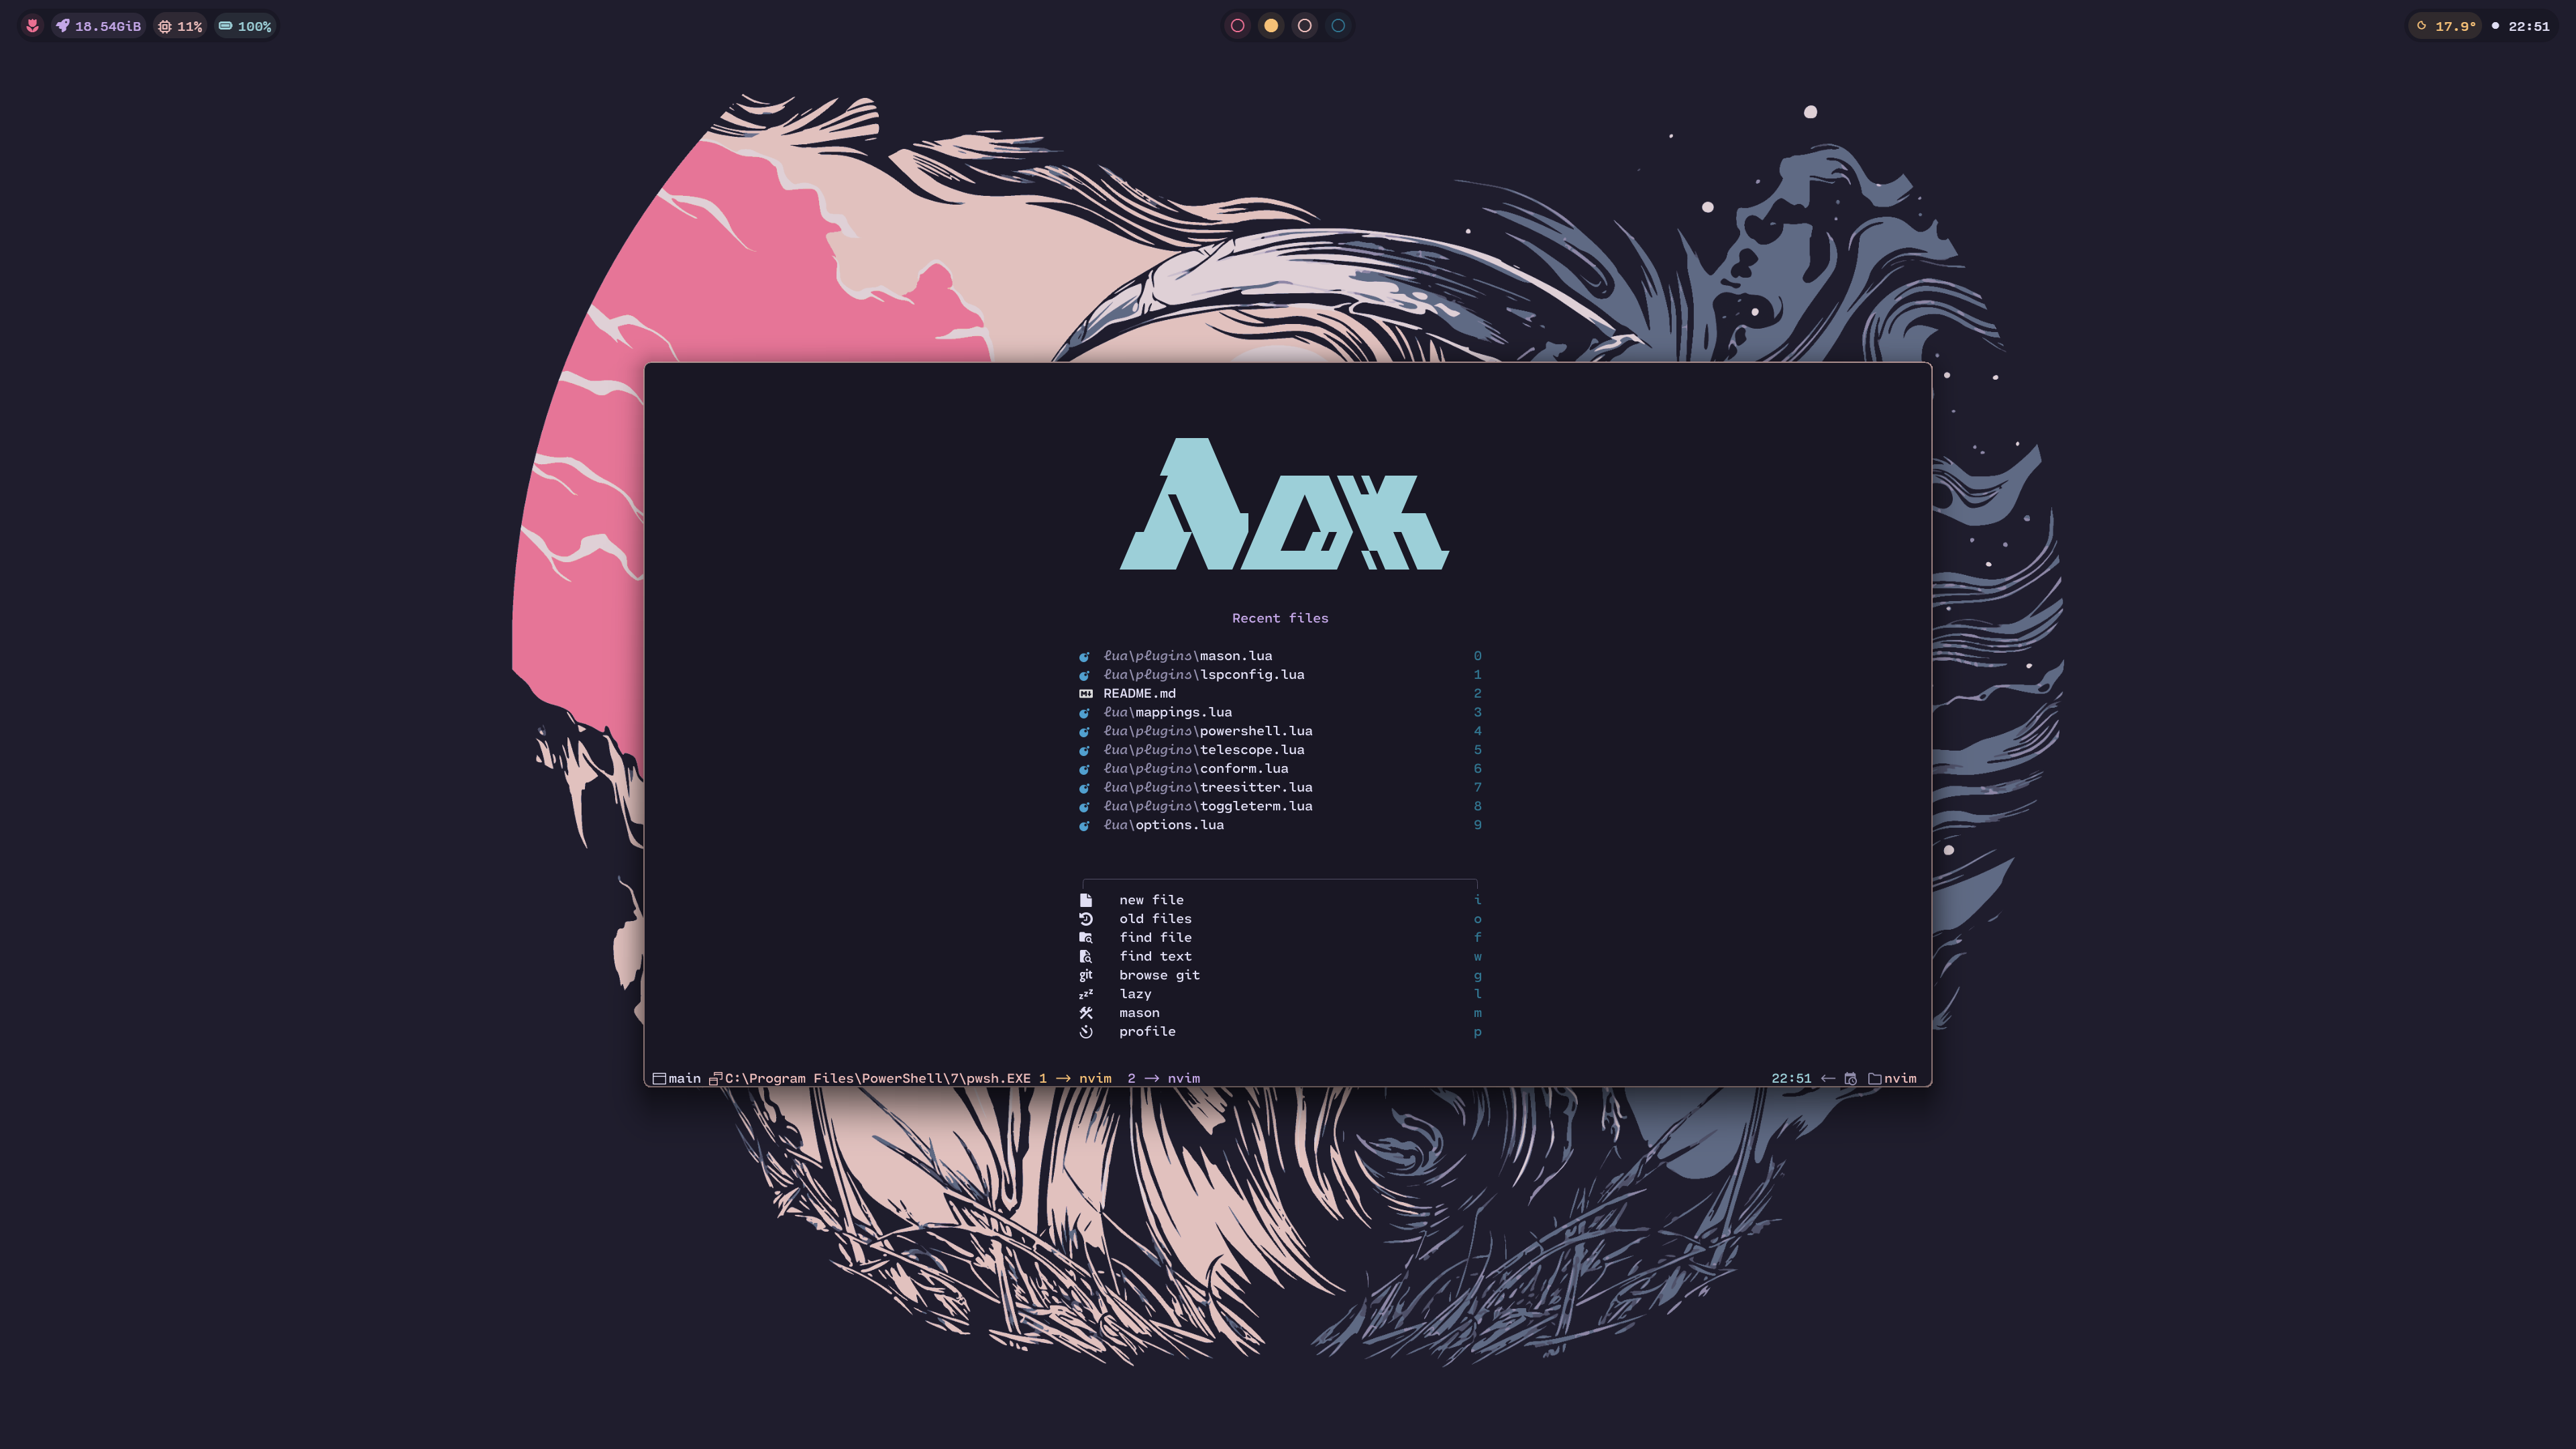 18.54GiB 11% 100% 17.9° 22:51
Recent files
lua\plugins\mason.lua 0
lua\plugins\lspconfig.lua 1
README.md 2
lua\mappings.lua 3
lua\plugins\powershell.lua 4
lua\plugins\telescope.lua 5
lua\plugins\conform.lua 6
lua\plugins\treesitter.lua 7
lua\plugins\toggleterm.lua 8
lua\options.lua 9
new file i
old files o
find file f
find text w
git browse git g
zzz lazy l
mason m
profile p
main C:\Program Files\PowerShell\7\pwsh.EXE 1 → nvim 2 → nvim 22:51 ← nvim